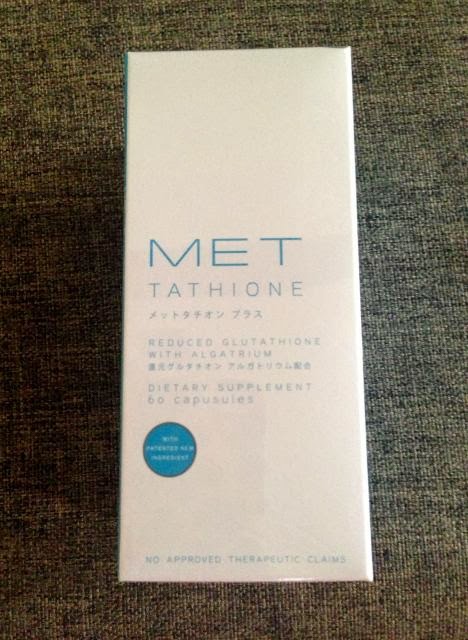 MET
TATHIONE
メットタチオン プラス
REDUCED GLUTATHIONE
WITH ALGATRIUM
還元グルタチオン アルガトリウム配合
DIETARY SUPPLEMENT
60 capusules
WITH
PATENTED NEW
INGREDIENT
NO APPROVED THERAPEUTIC CLAIMS